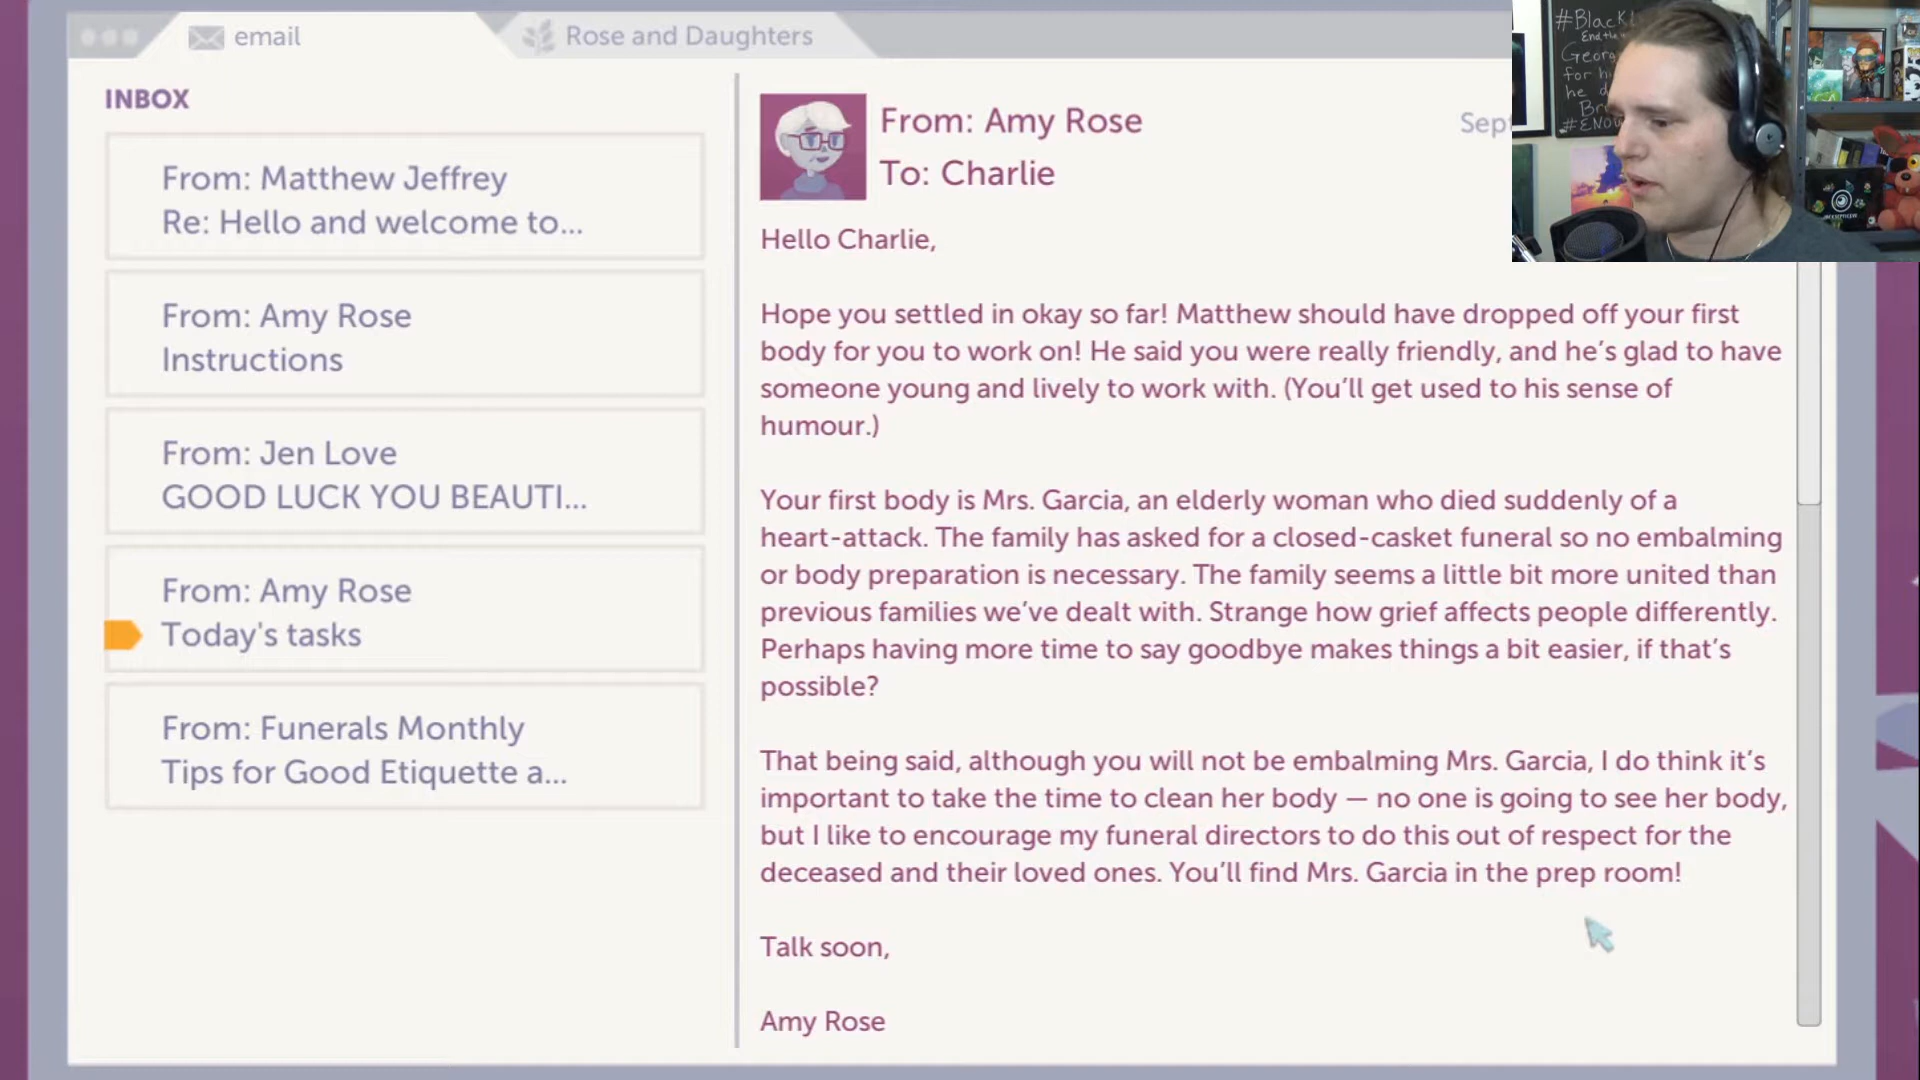 email
Rose and Daughters
INBOX
From: Matthew Jeffrey
Re: Hello and welcome to...
From: Amy Rose
Instructions
From: Jen Love
GOOD LUCK YOU BEAUTI...
From: Amy Rose
Today's tasks
From: Funerals Monthly
Tips for Good Etiquette a...
From: Amy Rose
Sept
To: Charlie
Hello Charlie,
Hope you settled in okay so far! Matthew should have dropped off your first
body for you to work on! He said you were really friendly, and he's glad to have
someone young and lively to work with. (You'll get used to his sense of
humour.)
Your first body is Mrs. Garcia, an elderly woman who died suddenly of a
heart-attack. The family has asked for a closed-casket funeral so no embalming
or body preparation is necessary. The family seems a little bit more united than
previous families we've dealt with. Strange how grief affects people differently.
Perhaps having more time to say goodbye makes things a bit easier, if that's
possible?
That being said, although you will not be embalming Mrs. Garcia, I do think it's
important to take the time to clean her body — no one is going to see her body,
but I like to encourage my funeral directors to do this out of respect for the
deceased and their loved ones. You'll find Mrs. Garcia in the prep room!
Talk soon,
Amy Rose
#Black
End the
Georg
for hi
he d
Br
#ENOU